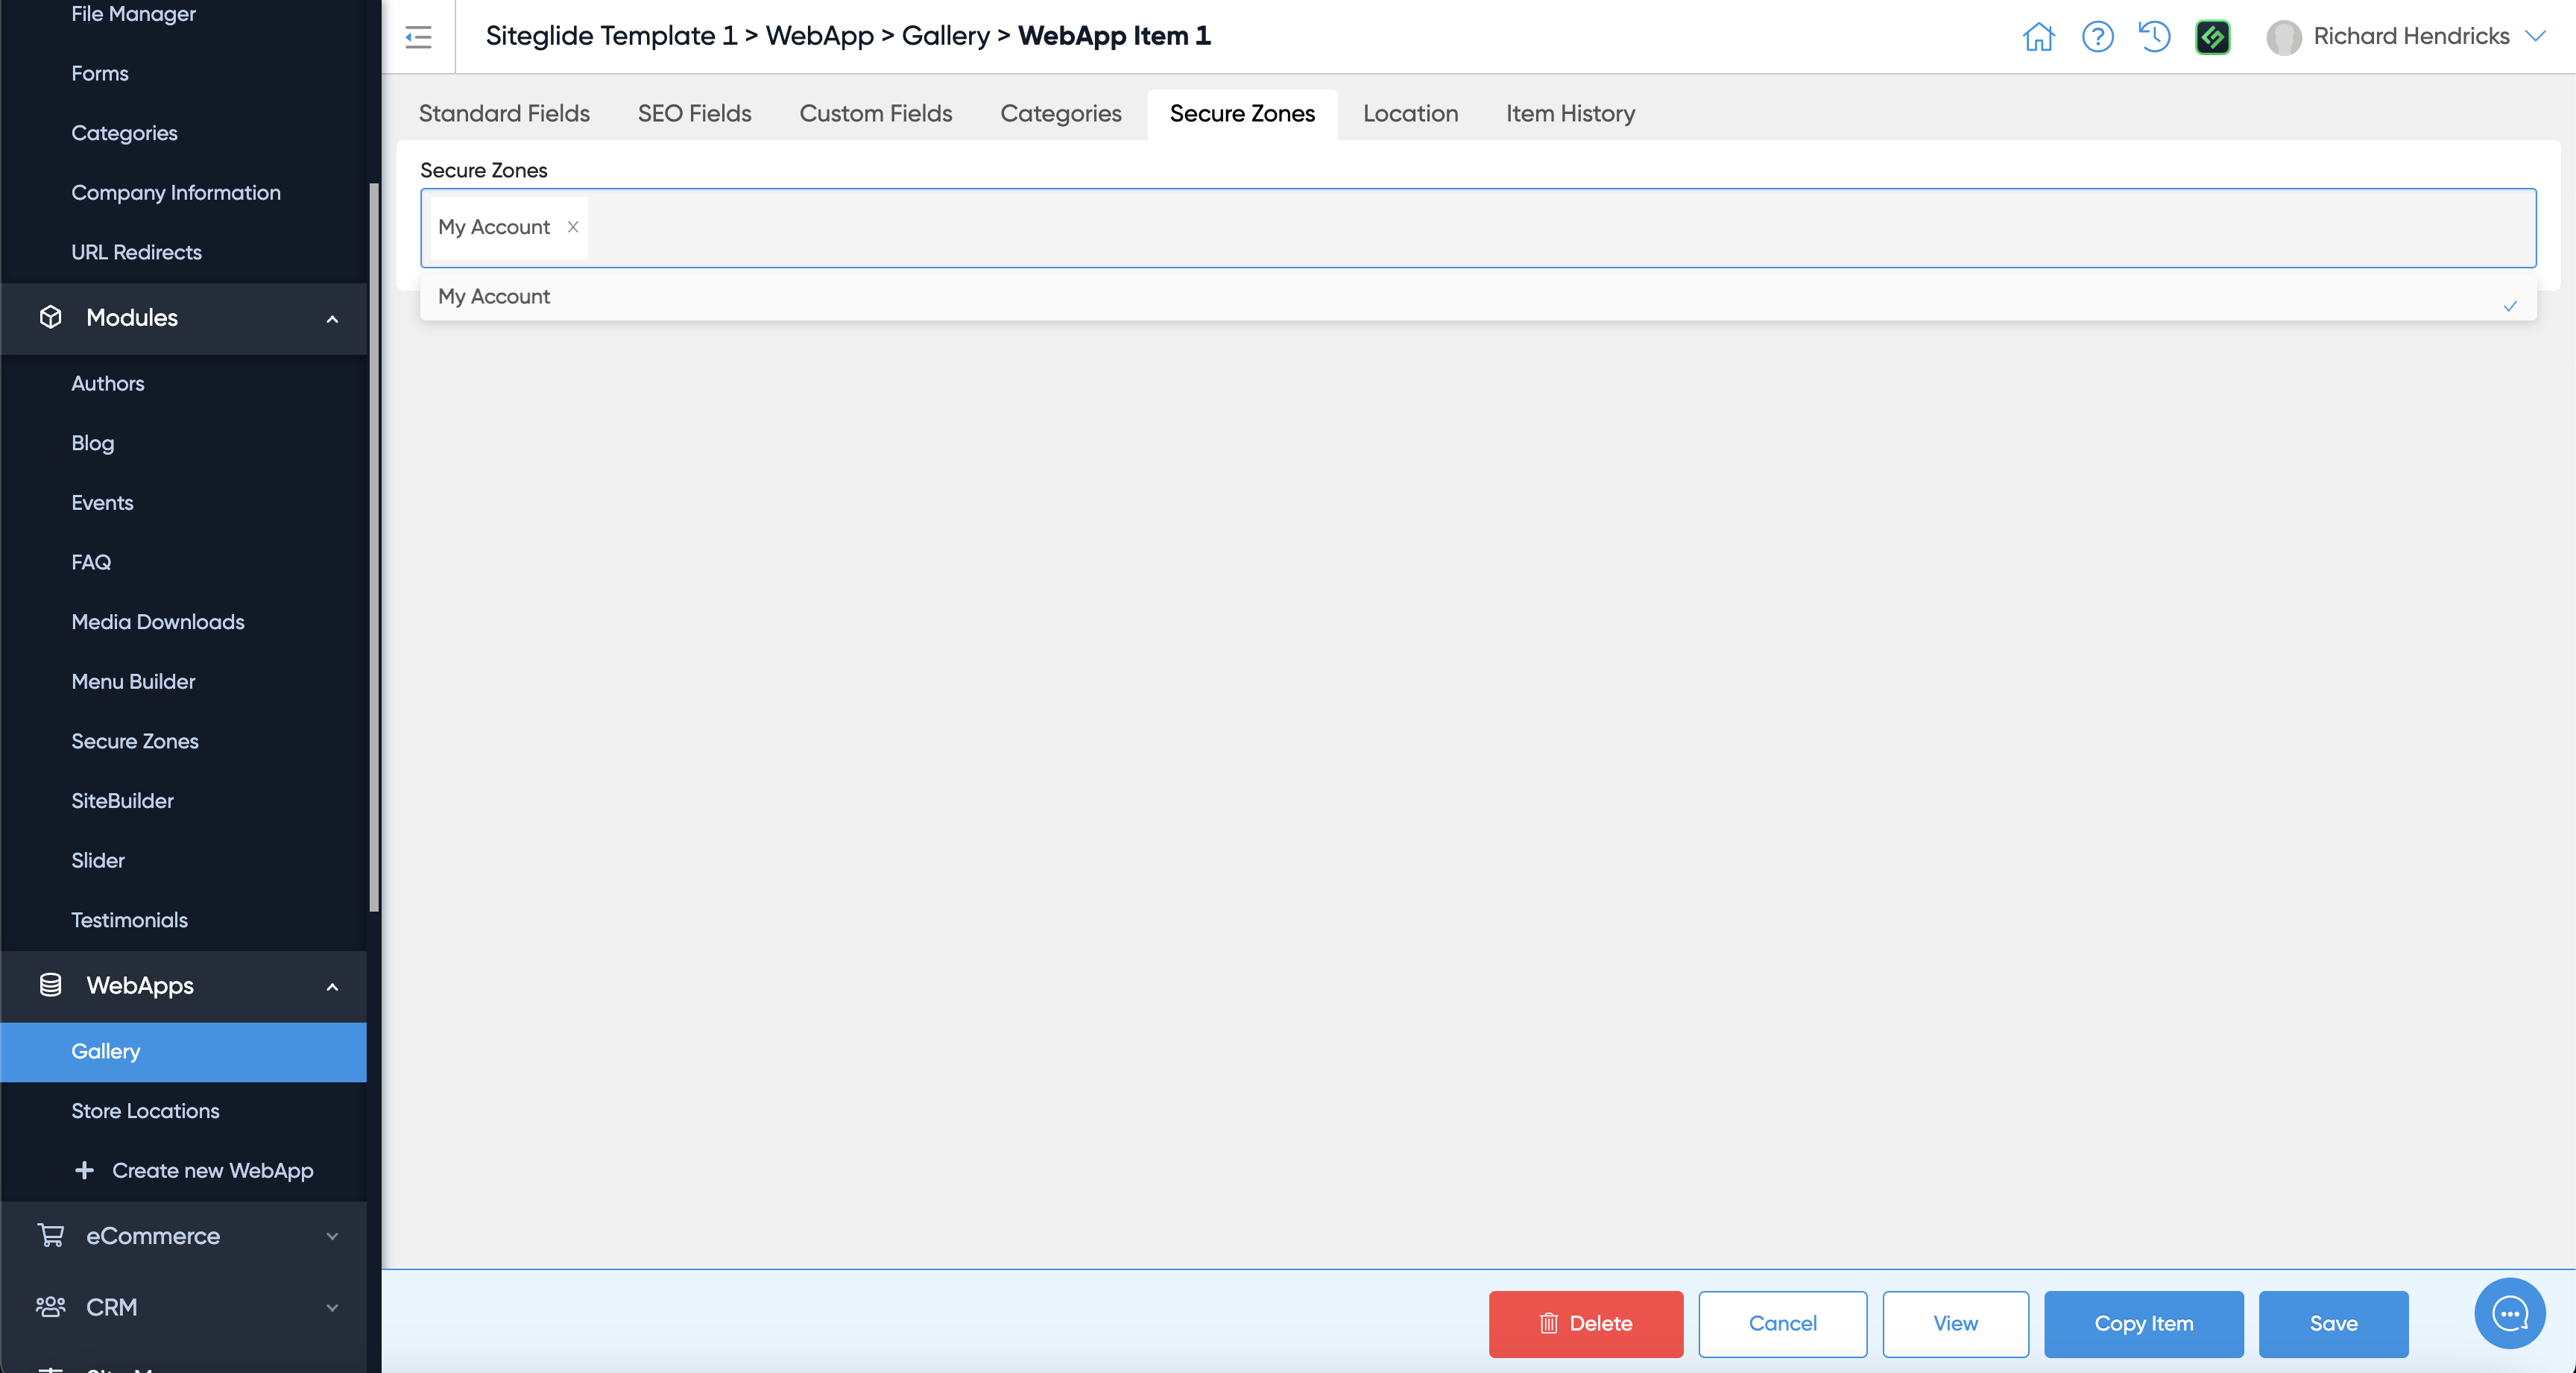 File Manager
Forms
Categories
Company Information
URL Redirects
Modules
Authors
Blog
Events
FAQ
Media Downloads
Menu Builder
Secure Zones
SiteBuilder
Slider
Testimonials
WebApps
Gallery
Store Locations
+ Create new WebApp
eCommerce
CRM
Siteglide Template 1 > WebApp > Gallery > WebApp Item 1
Richard Hendricks
Standard Fields SEO Fields Custom Fields Categories Secure Zones Location Item History
Secure Zones
My Account x
My Account
Delete Cancel View Copy Item Save